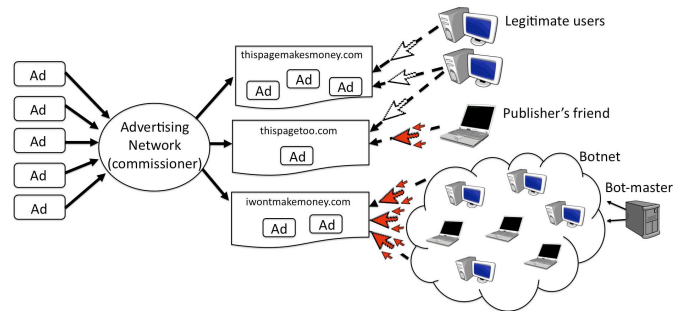 Legitimate users
thispagemakesmoney.com
Ad
Ad
Ad
Ad
Ad
Ad
Ad
Ad
Advertising
Network
(commissioner)
thispagetoo.com
Ad
Publisher's friend
Botnet
Bot-master
iwontmakemoney.com
Ad
Ad